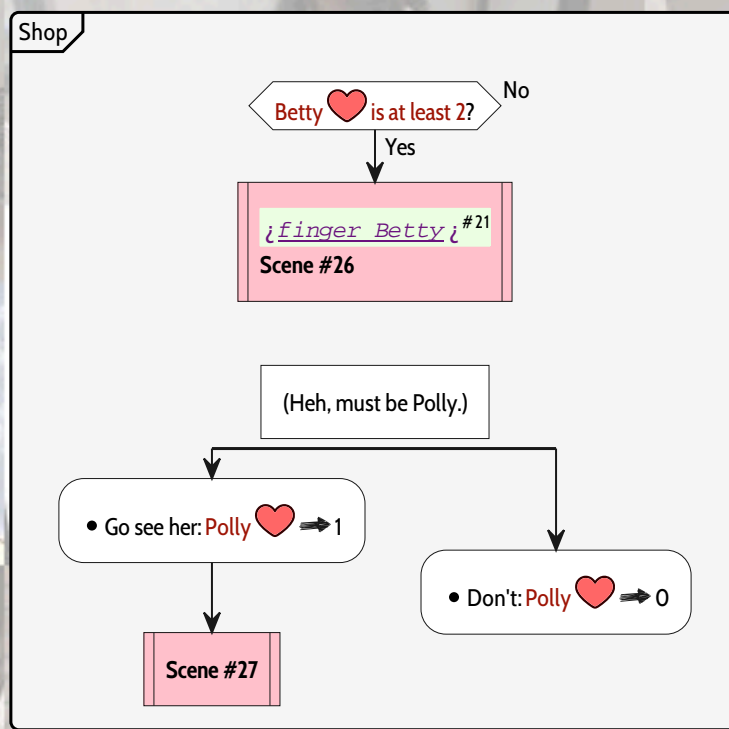 Shop
Betty ❤ is at least 2?
No
Yes
¿finger Betty¿ #21
Scene #26
(Heh, must be Polly.)
• Go see her: Polly ❤ ➡ 1
• Don't: Polly ❤ ➡ 0
Scene #27